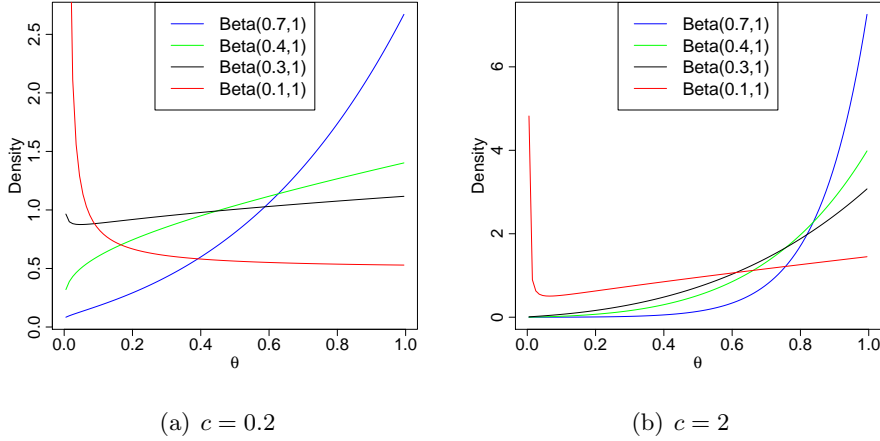 Beta(0.7,1)
Beta(0.4,1)
Beta(0.3,1)
Beta(0.1,1)
Density
0.0 0.5 1.0 1.5 2.0 2.5
0.0 0.2 0.4 0.6 0.8 1.0
θ
(a) c = 0.2
Beta(0.7,1)
Beta(0.4,1)
Beta(0.3,1)
Beta(0.1,1)
Density
0 2 4 6
0.0 0.2 0.4 0.6 0.8 1.0
θ
(b) c = 2